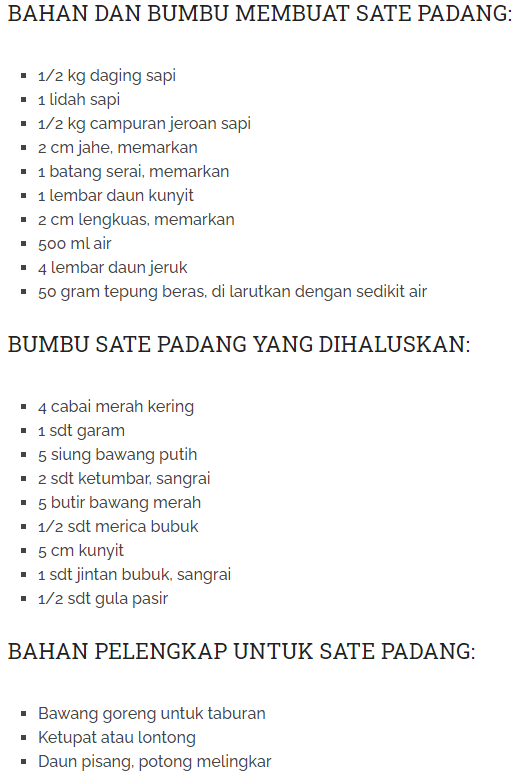 BAHAN DAN BUMBU MEMBUAT SATE PADANG:
1/2 kg daging sapi
1 lidah sapi
1/2 kg campuran jeroan sapi
2 cm jahe, memarkan
1 batang serai, memarkan
1 lembar daun kunyit
2 cm lengkuas, memarkan
500 ml air
4 lembar daun jeruk
50 gram tepung beras, di larutkan dengan sedikit air
BUMBU SATE PADANG YANG DIHALUSKAN:
4 cabai merah kering
1 sdt garam
5 siung bawang putih
2 sdt ketumbar, sangrai
5 butir bawang merah
1/2 sdt merica bubuk
5 cm kunyit
1 sdt jintan bubuk, sangrai
1/2 sdt gula pasir
BAHAN PELENGKAP UNTUK SATE PADANG:
Bawang goreng untuk taburan
Ketupat atau lontong
Daun pisang, potong melingkar